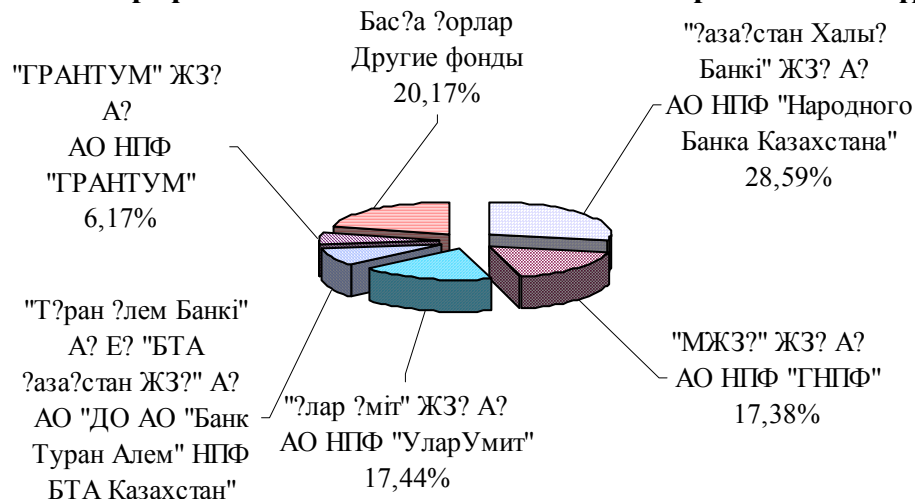 Бас?а ?орлар
Другие фонды
20,17%
"?аза?стан Халы?
Банкі" ЖЗ? А?
АО НПФ "Народного
Банка Казахстана"
28,59%
"ГРАНТУМ" ЖЗ?
А?
АО НПФ
"ГРАНТУМ"
6,17%
"Т?ран ?лем Банкі"
А? Е? "БТА
?аза?стан ЖЗ?" А?
АО "ДО АО "Банк
Туран Алем" НПФ
БТА Казахстан"
"?лар ?міт" ЖЗ? А?
АО НПФ "УларУмит"
17,44%
"МЖЗ?" ЖЗ? А?
АО НПФ "ГНПФ"
17,38%